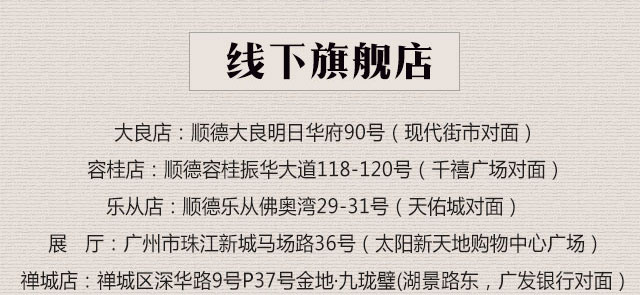 线下旗舰店
大良店：顺德大良明日华府90号（现代街市对面）
容桂店：顺德容桂振华大道118-120号（千禧广场对面）
乐从店：顺德乐从佛奥湾29-31号（天佑城对面）
展　厅：广州市珠江新城马场路36号（太阳新天地购物中心广场）
禅城店：禅城区深华路9号P37号金地·九珑璧(湖景路东，广发银行对面）